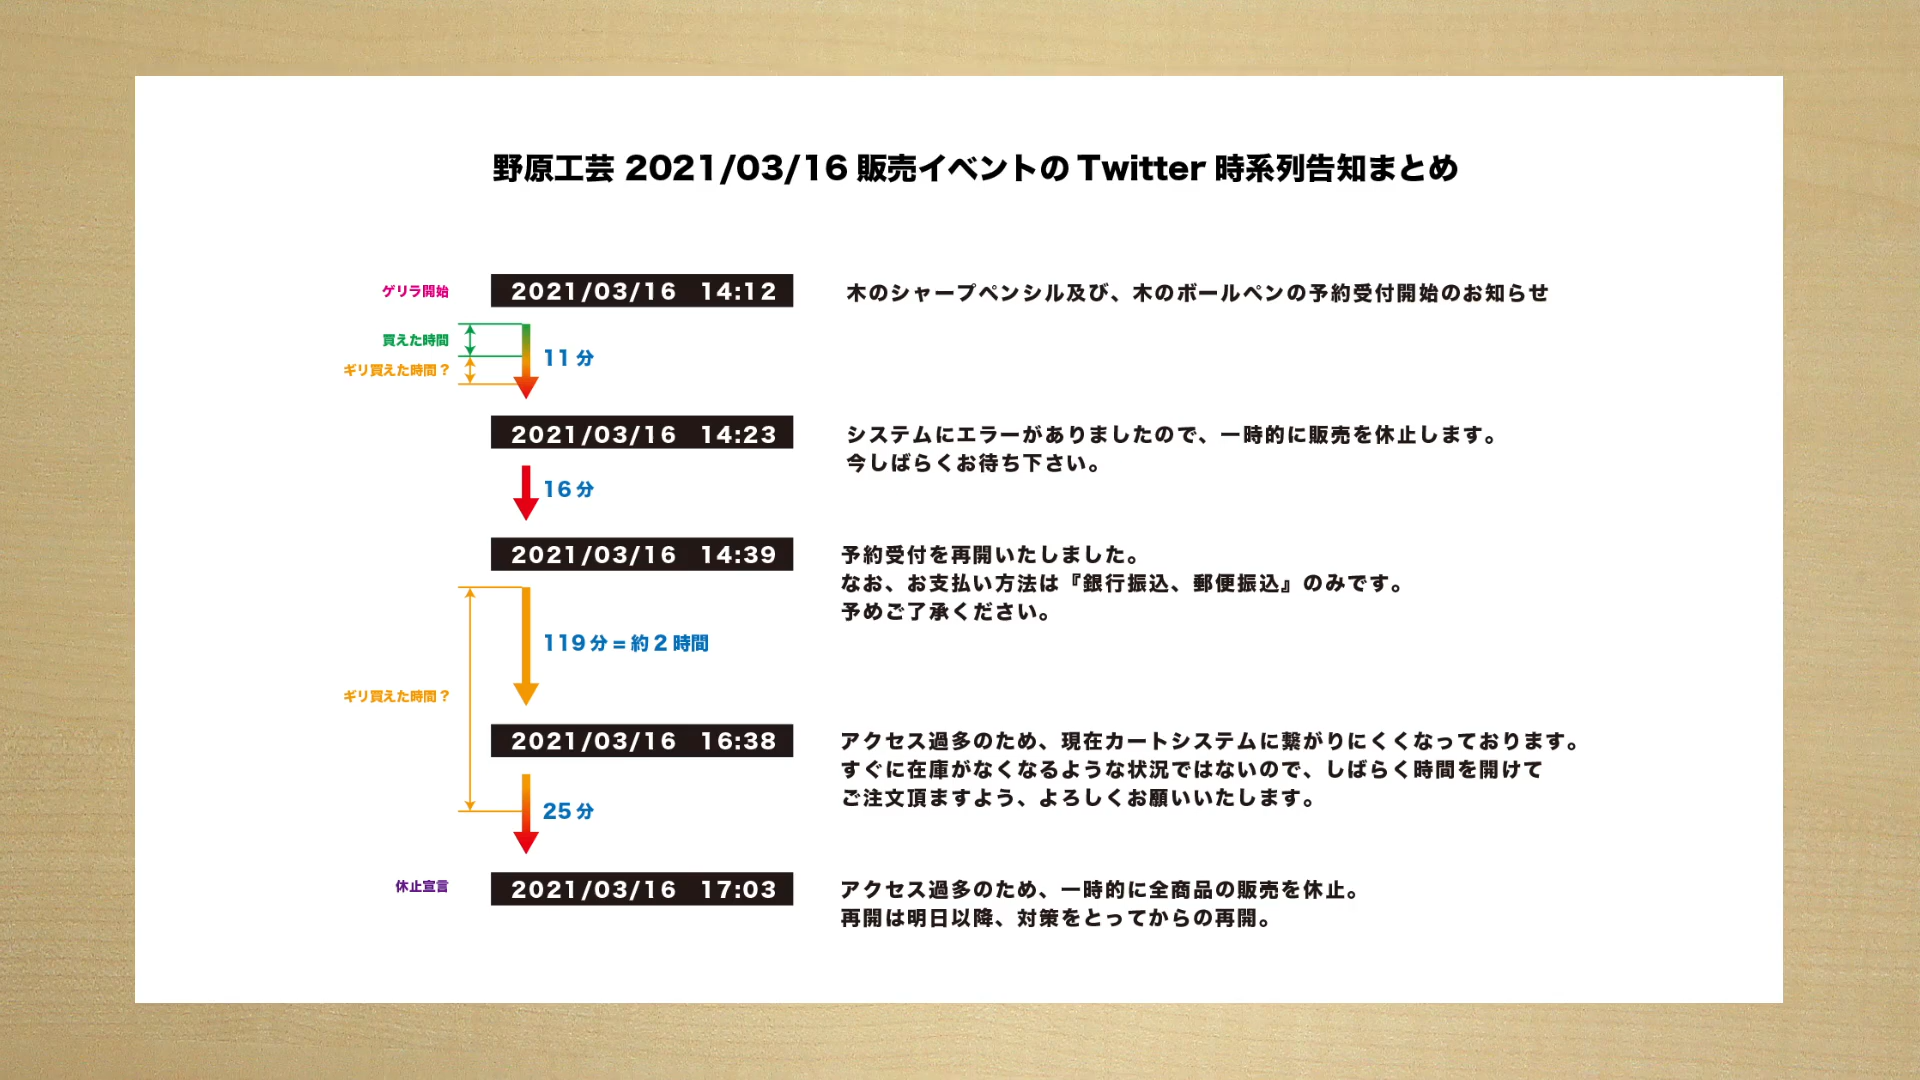 野原工芸 2021/03/16 販売イベントのTwitter 時系列告知まとめ
ゲリラ開始
2021/03/16 14:12
木のシャープペンシル及び、木のボールペンの予約受付開始のお知らせ
買えた時間
ギリ買えた時間？
11 分
2021/03/16 14:23
システムにエラーがありましたので、一時的に販売を休止します。
今しばらくお待ち下さい。
16 分
2021/03/16 14:39
予約受付を再開いたしました。
なお、お支払い方法は『銀行振込、郵便振込』のみです。
予めご了承ください。
119 分 = 約 2 時間
ギリ買えた時間？
2021/03/16 16:38
アクセス過多のため、現在カートシステムに繋がりにくくなっております。
すぐに在庫がなくなるような状況ではないので、しばらく時間を開けて
ご注文頂ますよう、よろしくお願いいたします。
25 分
休止宣言
2021/03/16 17:03
アクセス過多のため、一時的に全商品の販売を休止。
再開は明日以降、対策をとってからの再開。